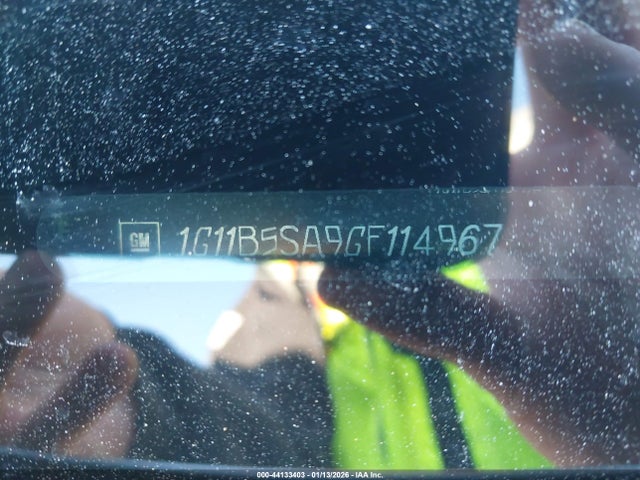 GM 1G11B5SA9GF114967
000-44133403 - 01/13/2026 - IAA Inc.